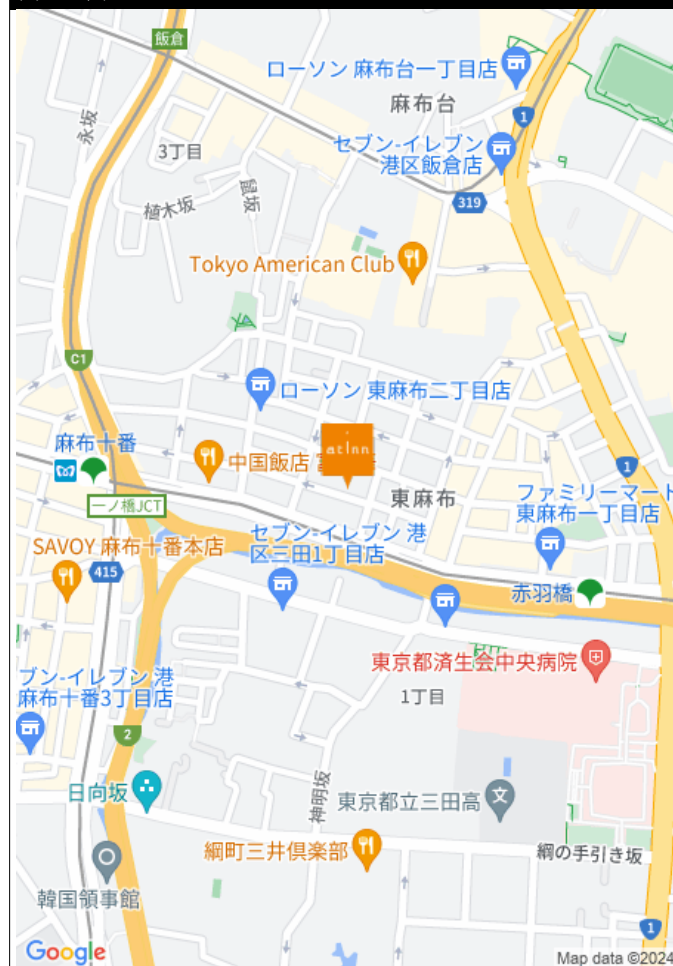 飯倉
ローソン 麻布台一丁目店
麻布台
1
永坂
3丁目
セブン-イレブン
港区飯倉店
鼠坂
植木坂
319
Tokyo American Club
C1
ローソン 東麻布二丁目店
麻布十番
中国飯店
at Inn
東麻布
1
一ノ橋JCT
ファミリーマート
東麻布一丁目店
SAVOY 麻布十番本店
セブン-イレブン 港
区三田1丁目店
415
赤羽橋
東京都済生会中央病院
ブン-イレブン 港
麻布十番3丁目店
1丁目
2
日向坂
神明坂
東京都立三田高
文
綱町三井倶楽部
綱の手引き坂
韓国領事館
1
Google
Map data ©2024